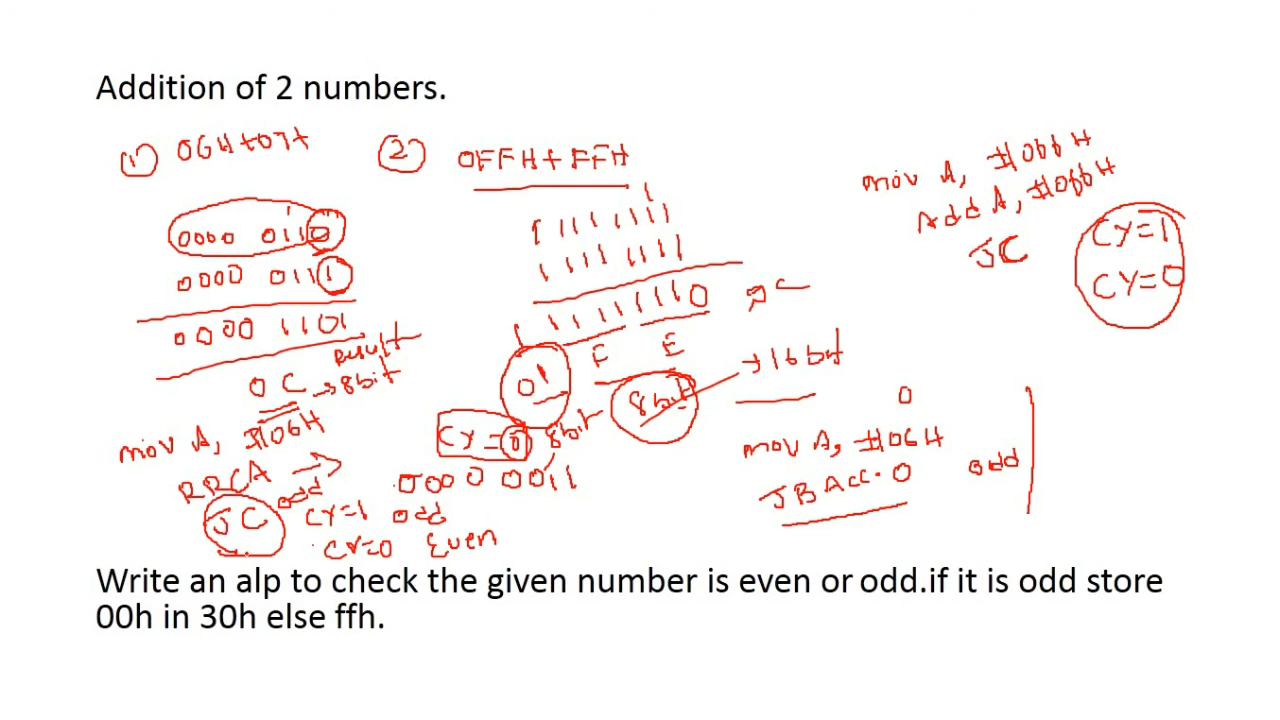 Addition of 2 numbers.
1) 06H+07H
0000 0110
0000 0111
0000 1101
Result
0C → 8bit
mov A, #06H
RRCA
JC odd
CY=1 odd
CY=0 Even
2 0FFH+FFH
1
1111 1111
1111 1111
1 1111 1110
F E
01
8bit → 16bit
CY=0 8bit
0000 0011
mov A, #06H
Add A,
JC
CY=1
CY=0
0
mov A, #06H
JB ACC.0 odd
Write an alp to check the given number is even or odd.if it is odd store
00h in 30h else ffh.